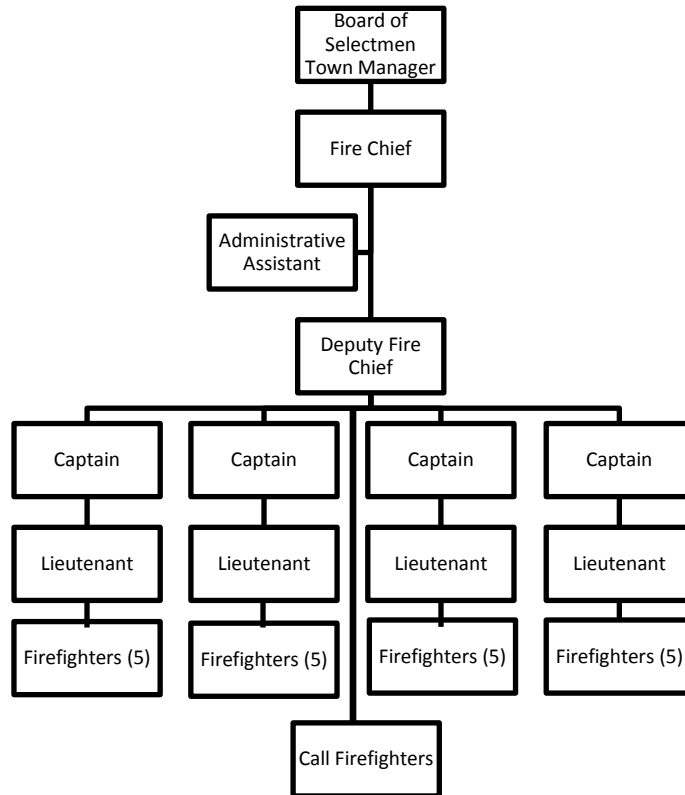 Board of
Selectmen
Town Manager
Fire Chief
Administrative
Assistant
Deputy Fire
Chief
Captain
Captain
Captain
Captain
Lieutenant
Lieutenant
Lieutenant
Lieutenant
Firefighters (5)
Firefighters (5)
Firefighters (5)
Firefighters (5)
Call Firefighters